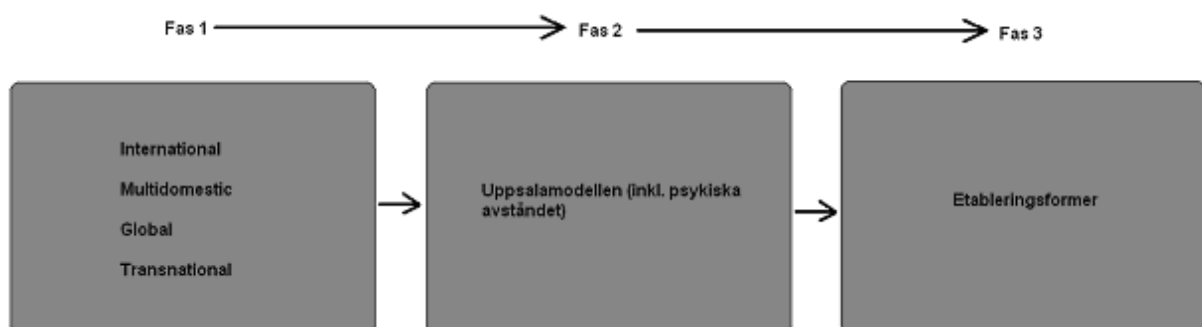 Fas 1
Fas 2
Fas 3
International
Multidomestic
Global
Transnational
Uppsalamodellen (inkl. psykiska
avståndet)
Etableringsformer